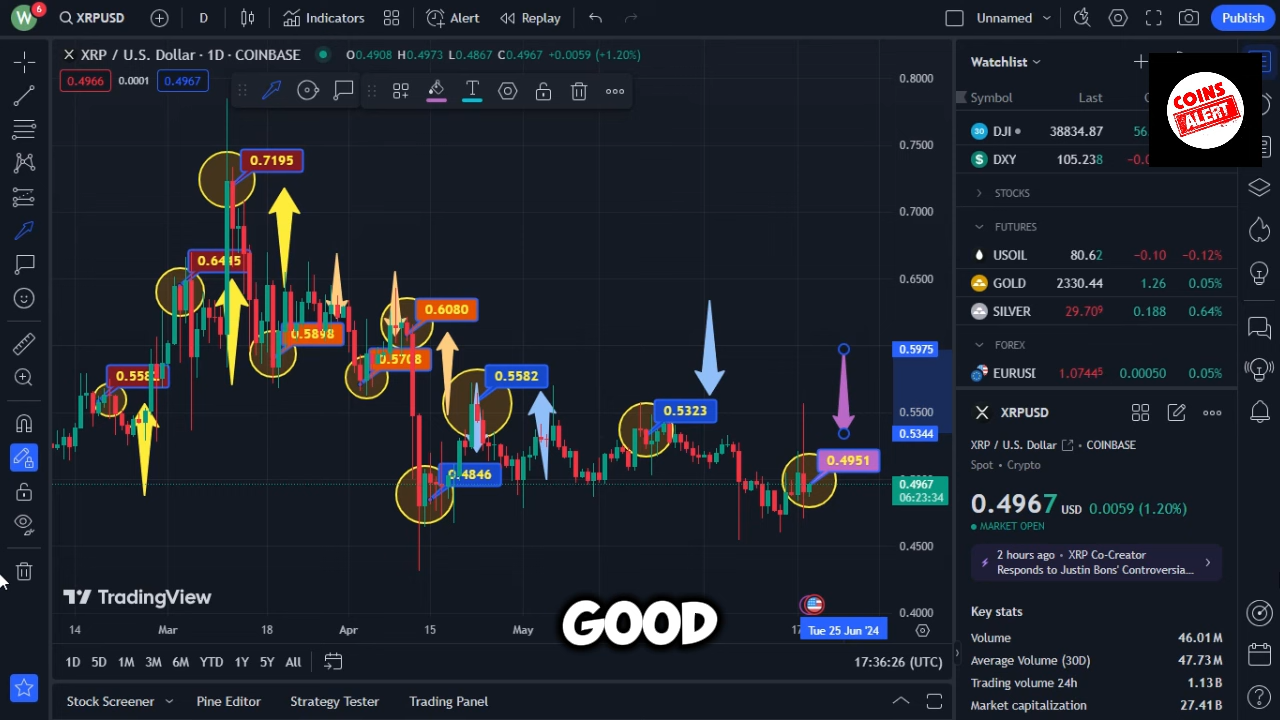 W 6 XRPUSD D Indicators Alert Replay Unnamed Publish
XRP / U.S. Dollar · 1D · COINBASE O0.4908 H0.4973 L0.4867 C0.4967 +0.0059 (+1.20%)
0.4966 0.0001 0.4967
0.8000
0.7500
0.7000
0.6500
0.5975
0.5500
0.5344
0.4967
06:23:34
0.4500
0.4000
0.7195
0.5898
0.6080
0.5708
0.5582
0.4846
0.5323
0.4951
TradingView
GOOD
14 Mar 18 Apr 15 May Tue 25 Jun '24
1D 5D 1M 3M 6M YTD 1Y 5Y All 17:36:26 (UTC)
Stock Screener Pine Editor Strategy Tester Trading Panel
Watchlist
COINS
ALERT
Symbol Last
30 DJI 38834.87
DXY 105.238
STOCKS
FUTURES
USOIL 80.62 -0.10 -0.12%
GOLD 2330.44 1.26 0.05%
SILVER 29.709 0.188 0.64%
FOREX
EURUSI 1.07445 0.00050 0.05%
XRPUSD
XRP / U.S. Dollar COINBASE
Spot • Crypto
0.4967 USD 0.0059 (1.20%)
MARKET OPEN
2 hours ago • XRP Co-Creator
Responds to Justin Bons' Controversia...
Key stats
Volume 46.01M
Average Volume (30D) 47.73M
Trading volume 24h 1.13B
Market capitalization 27.41B